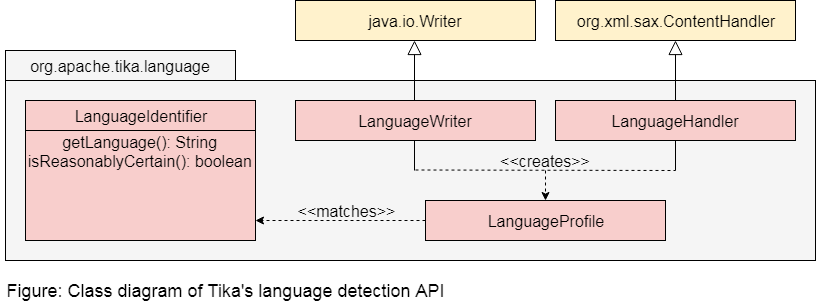 java.io.Writer
org.xml.sax.ContentHandler
org.apache.tika.language
LanguageIdentifier
getLanguage(): String
isReasonablyCertain(): boolean
LanguageWriter
LanguageHandler
<<creates>>
<<matches>>
LanguageProfile
Figure: Class diagram of Tika's language detection API